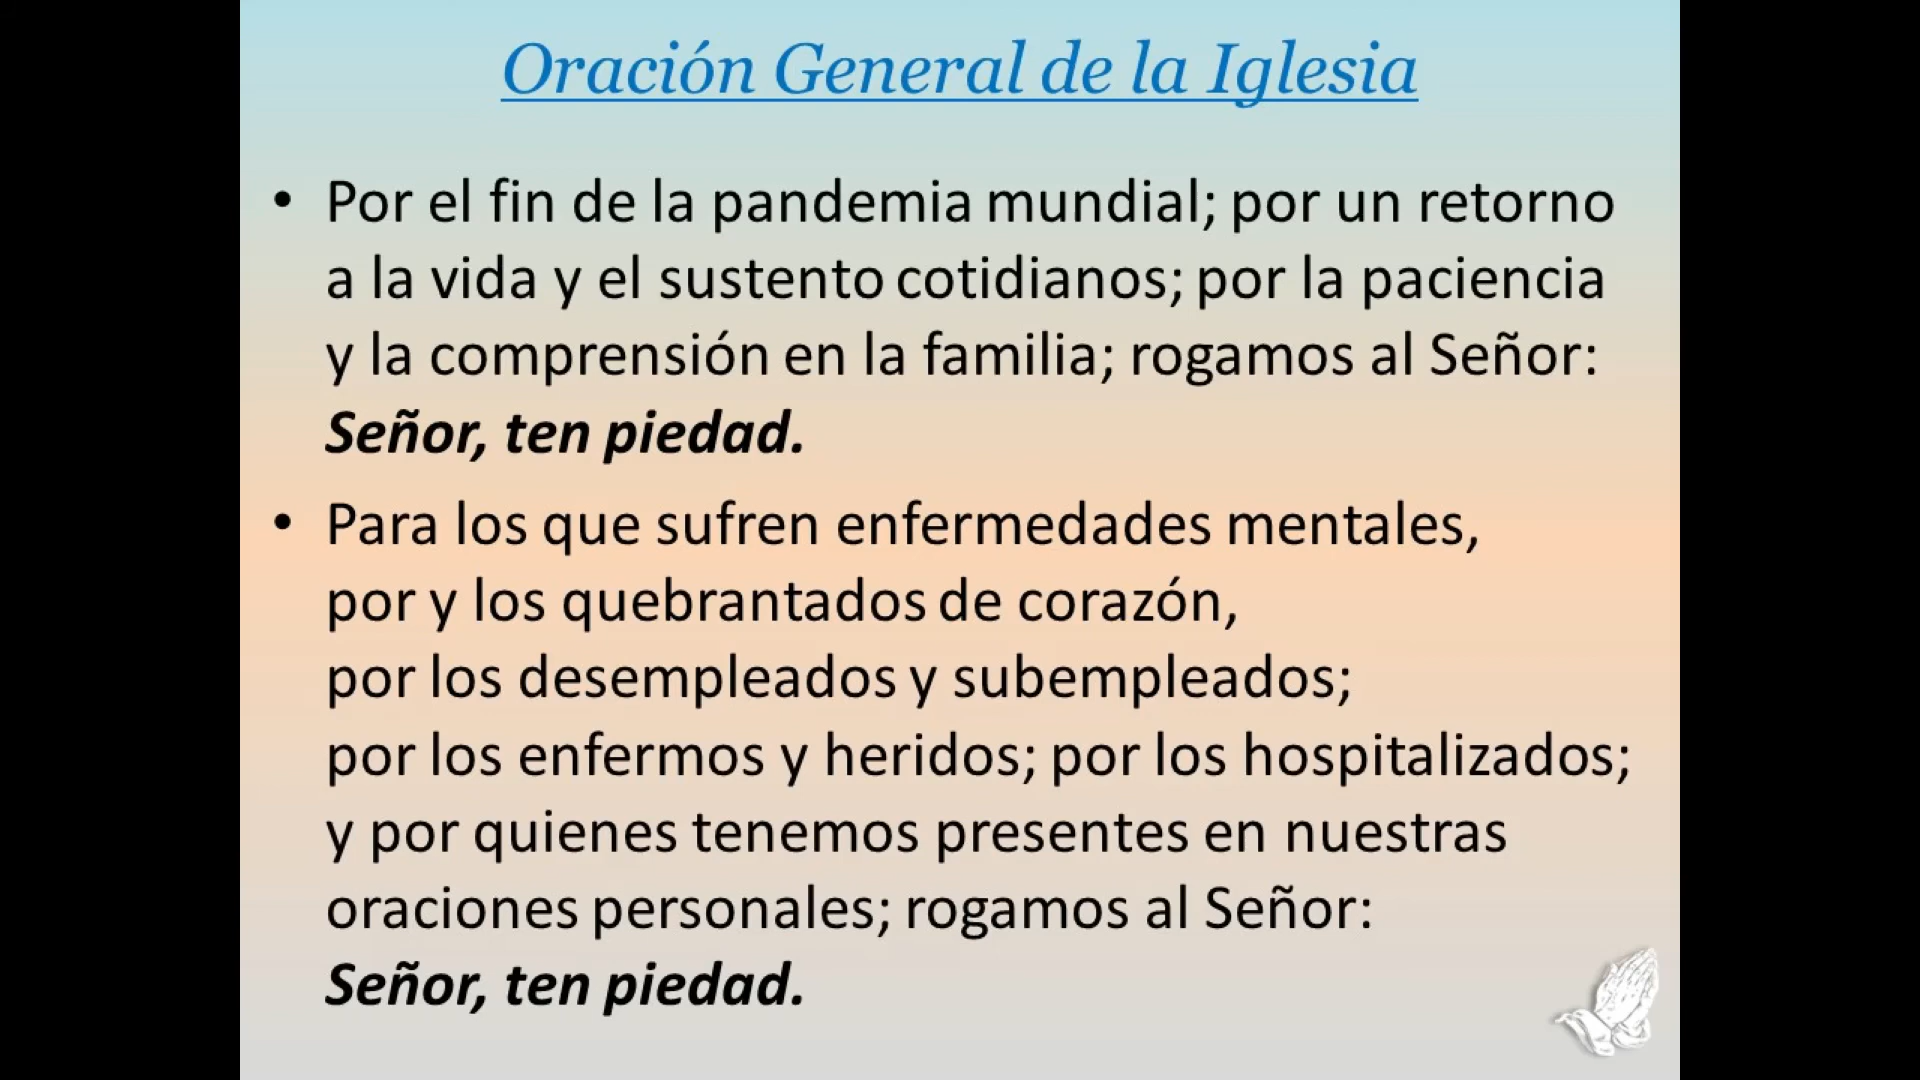 Oración General de la Iglesia
• Por el fin de la pandemia mundial; por un retorno
a la vida y el sustento cotidianos; por la paciencia
y la comprensión en la familia; rogamos al Señor:
Señor, ten piedad.
• Para los que sufren enfermedades mentales,
por y los quebrantados de corazón,
por los desempleados y subempleados;
por los enfermos y heridos; por los hospitalizados;
y por quienes tenemos presentes en nuestras
oraciones personales; rogamos al Señor:
Señor, ten piedad.